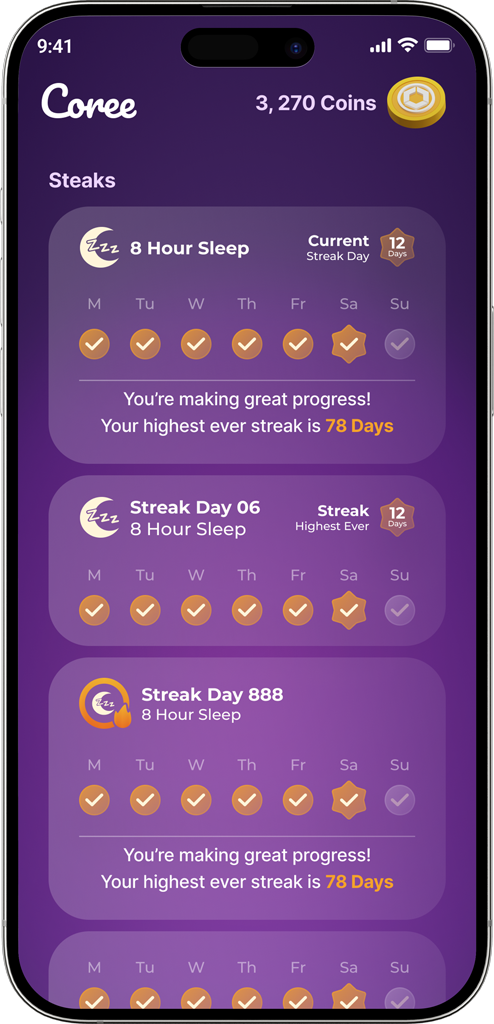 9:41
Coree
3, 270 Coins
Steaks
zzz
8 Hour Sleep
Current
Streak Day
12
Days
M Tu W Th Fr Sa Su
You're making great progress!
Your highest ever streak is 78 Days
zzz
Streak Day 06
8 Hour Sleep
Streak
Highest Ever
12
Days
M Tu W Th Fr Sa Su
zzz
Streak Day 888
8 Hour Sleep
M Tu W Th Fr Sa Su
You're making great progress!
Your highest ever streak is 78 Days
M Tu W Th Fr Sa Su